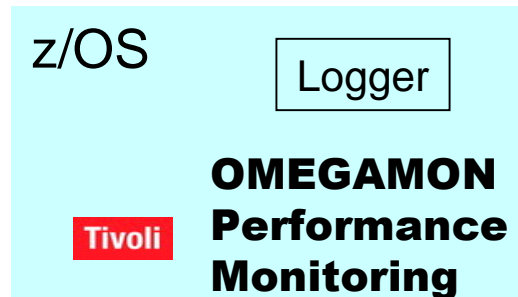 z/OS
Logger
OMEGAMON
Tivoli Performance
Monitoring